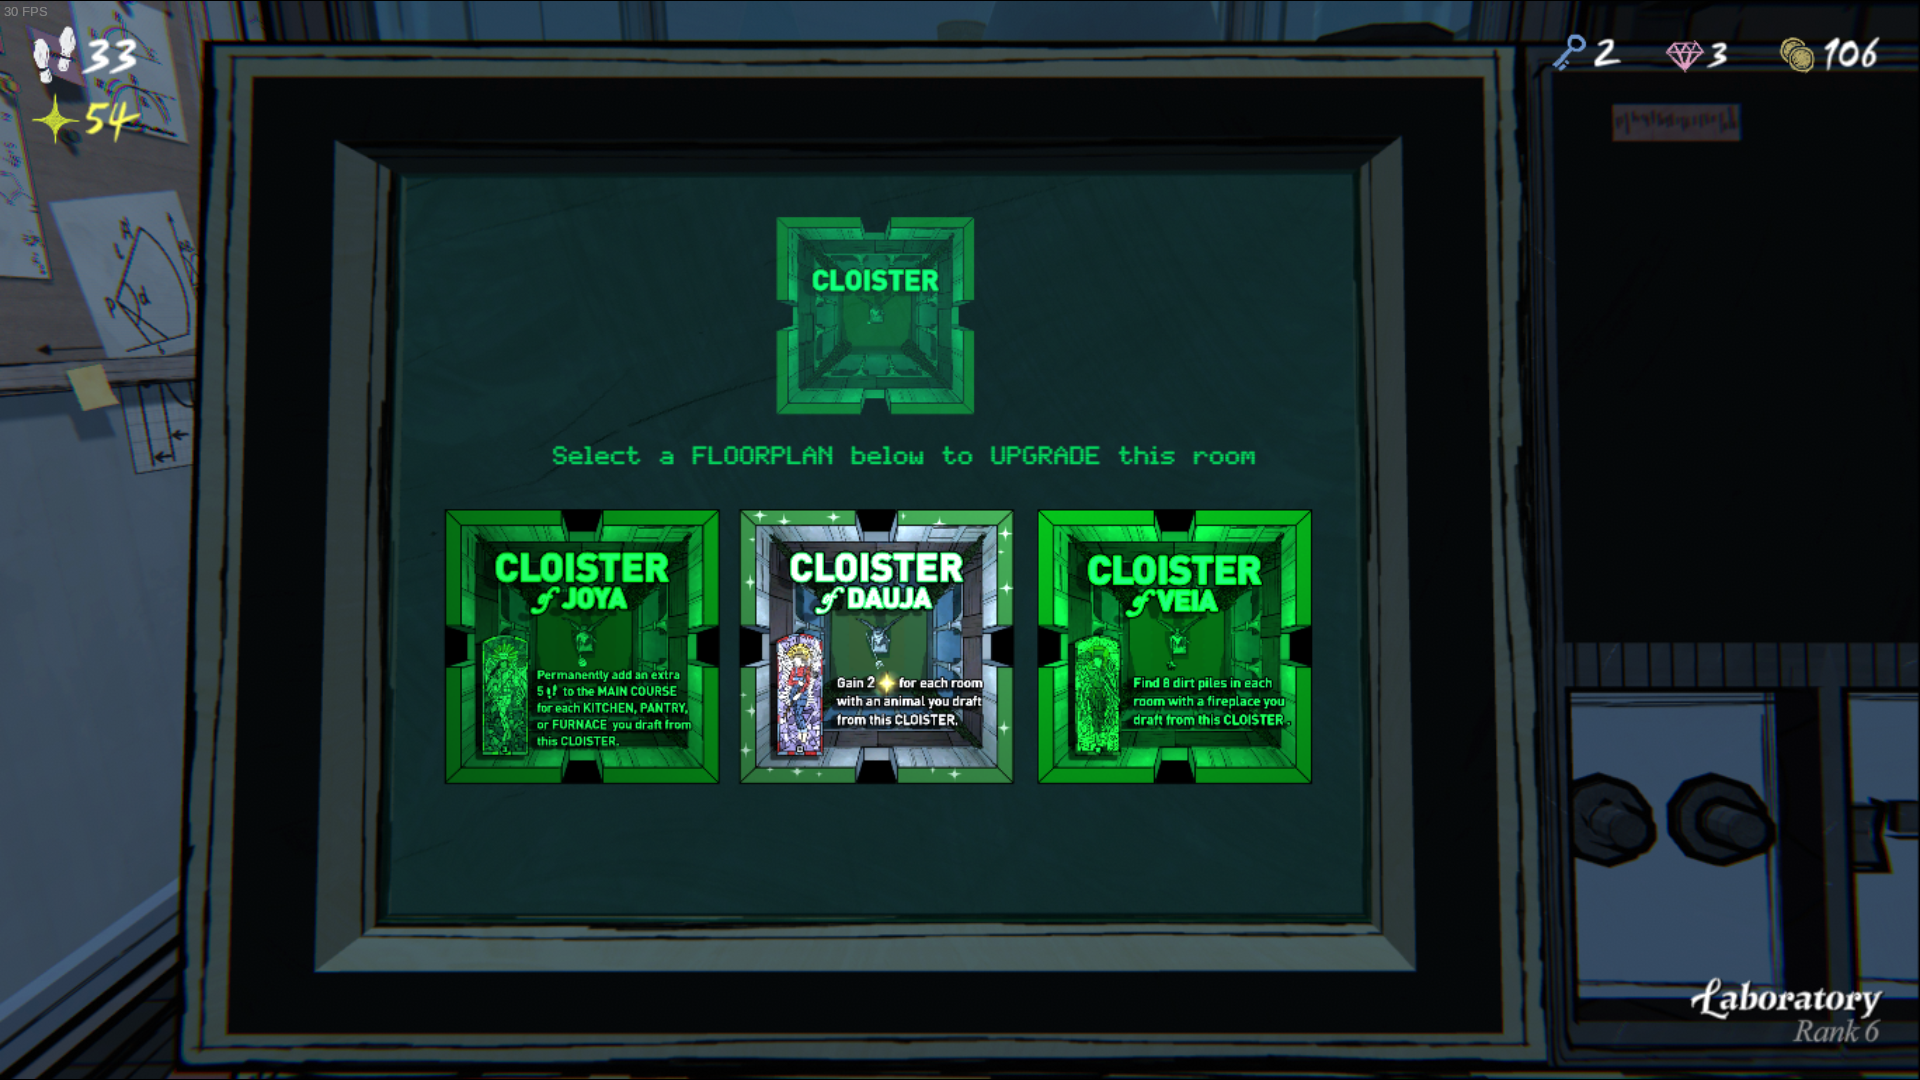 30 FPS
33
54
2
3
106
CLOISTER
Select a FLOORPLAN below to UPGRADE this room
CLOISTER
of JOYA
Permanently add an extra
5 to the MAIN COURSE
for each KITCHEN, PANTRY,
or FURNACE you draft from
this CLOISTER.
CLOISTER
of DAUJA
Gain 2 for each room
with an animal you draft
from this CLOISTER.
CLOISTER
of VEIA
Find 8 dirt piles in each
room with a fireplace you
draft from this CLOISTER.
Laboratory
Rank 6